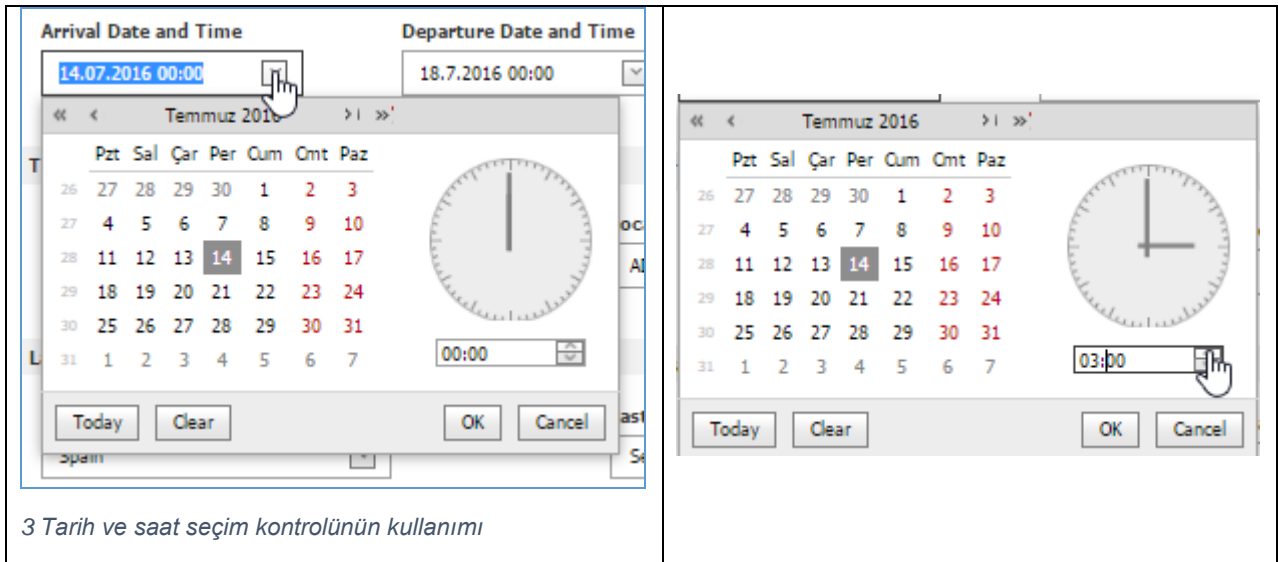 Arrival Date and Time Departure Date and Time
14.07.2016 00:00 18.7.2016 00:00
« ‹ Temmuz 2016 › »
Pzt Sal Çar Per Cum Cmt Paz
26 27 28 29 30 1 2 3
27 4 5 6 7 8 9 10
28 11 12 13 14 15 16 17
29 18 19 20 21 22 23 24
30 25 26 27 28 29 30 31
31 1 2 3 4 5 6 7
00:00
Today Clear OK Cancel
Spain
3 Tarih ve saat seçim kontrolünün kullanımı
« ‹ Temmuz 2016 › »
Pzt Sal Çar Per Cum Cmt Paz
26 27 28 29 30 1 2 3
27 4 5 6 7 8 9 10
28 11 12 13 14 15 16 17
29 18 19 20 21 22 23 24
30 25 26 27 28 29 30 31
31 1 2 3 4 5 6 7
03:00
Today Clear OK Cancel